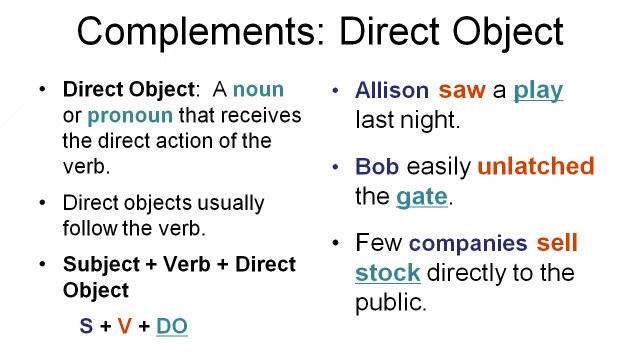 Complements: Direct Object
• Direct Object: A noun
or pronoun that receives
the direct action of the
verb.
• Direct objects usually
follow the verb.
• Subject + Verb + Direct
Object
S + V + DO
• Allison saw a play
last night.
• Bob easily unlatched
the gate.
• Few companies sell
stock directly to the
public.